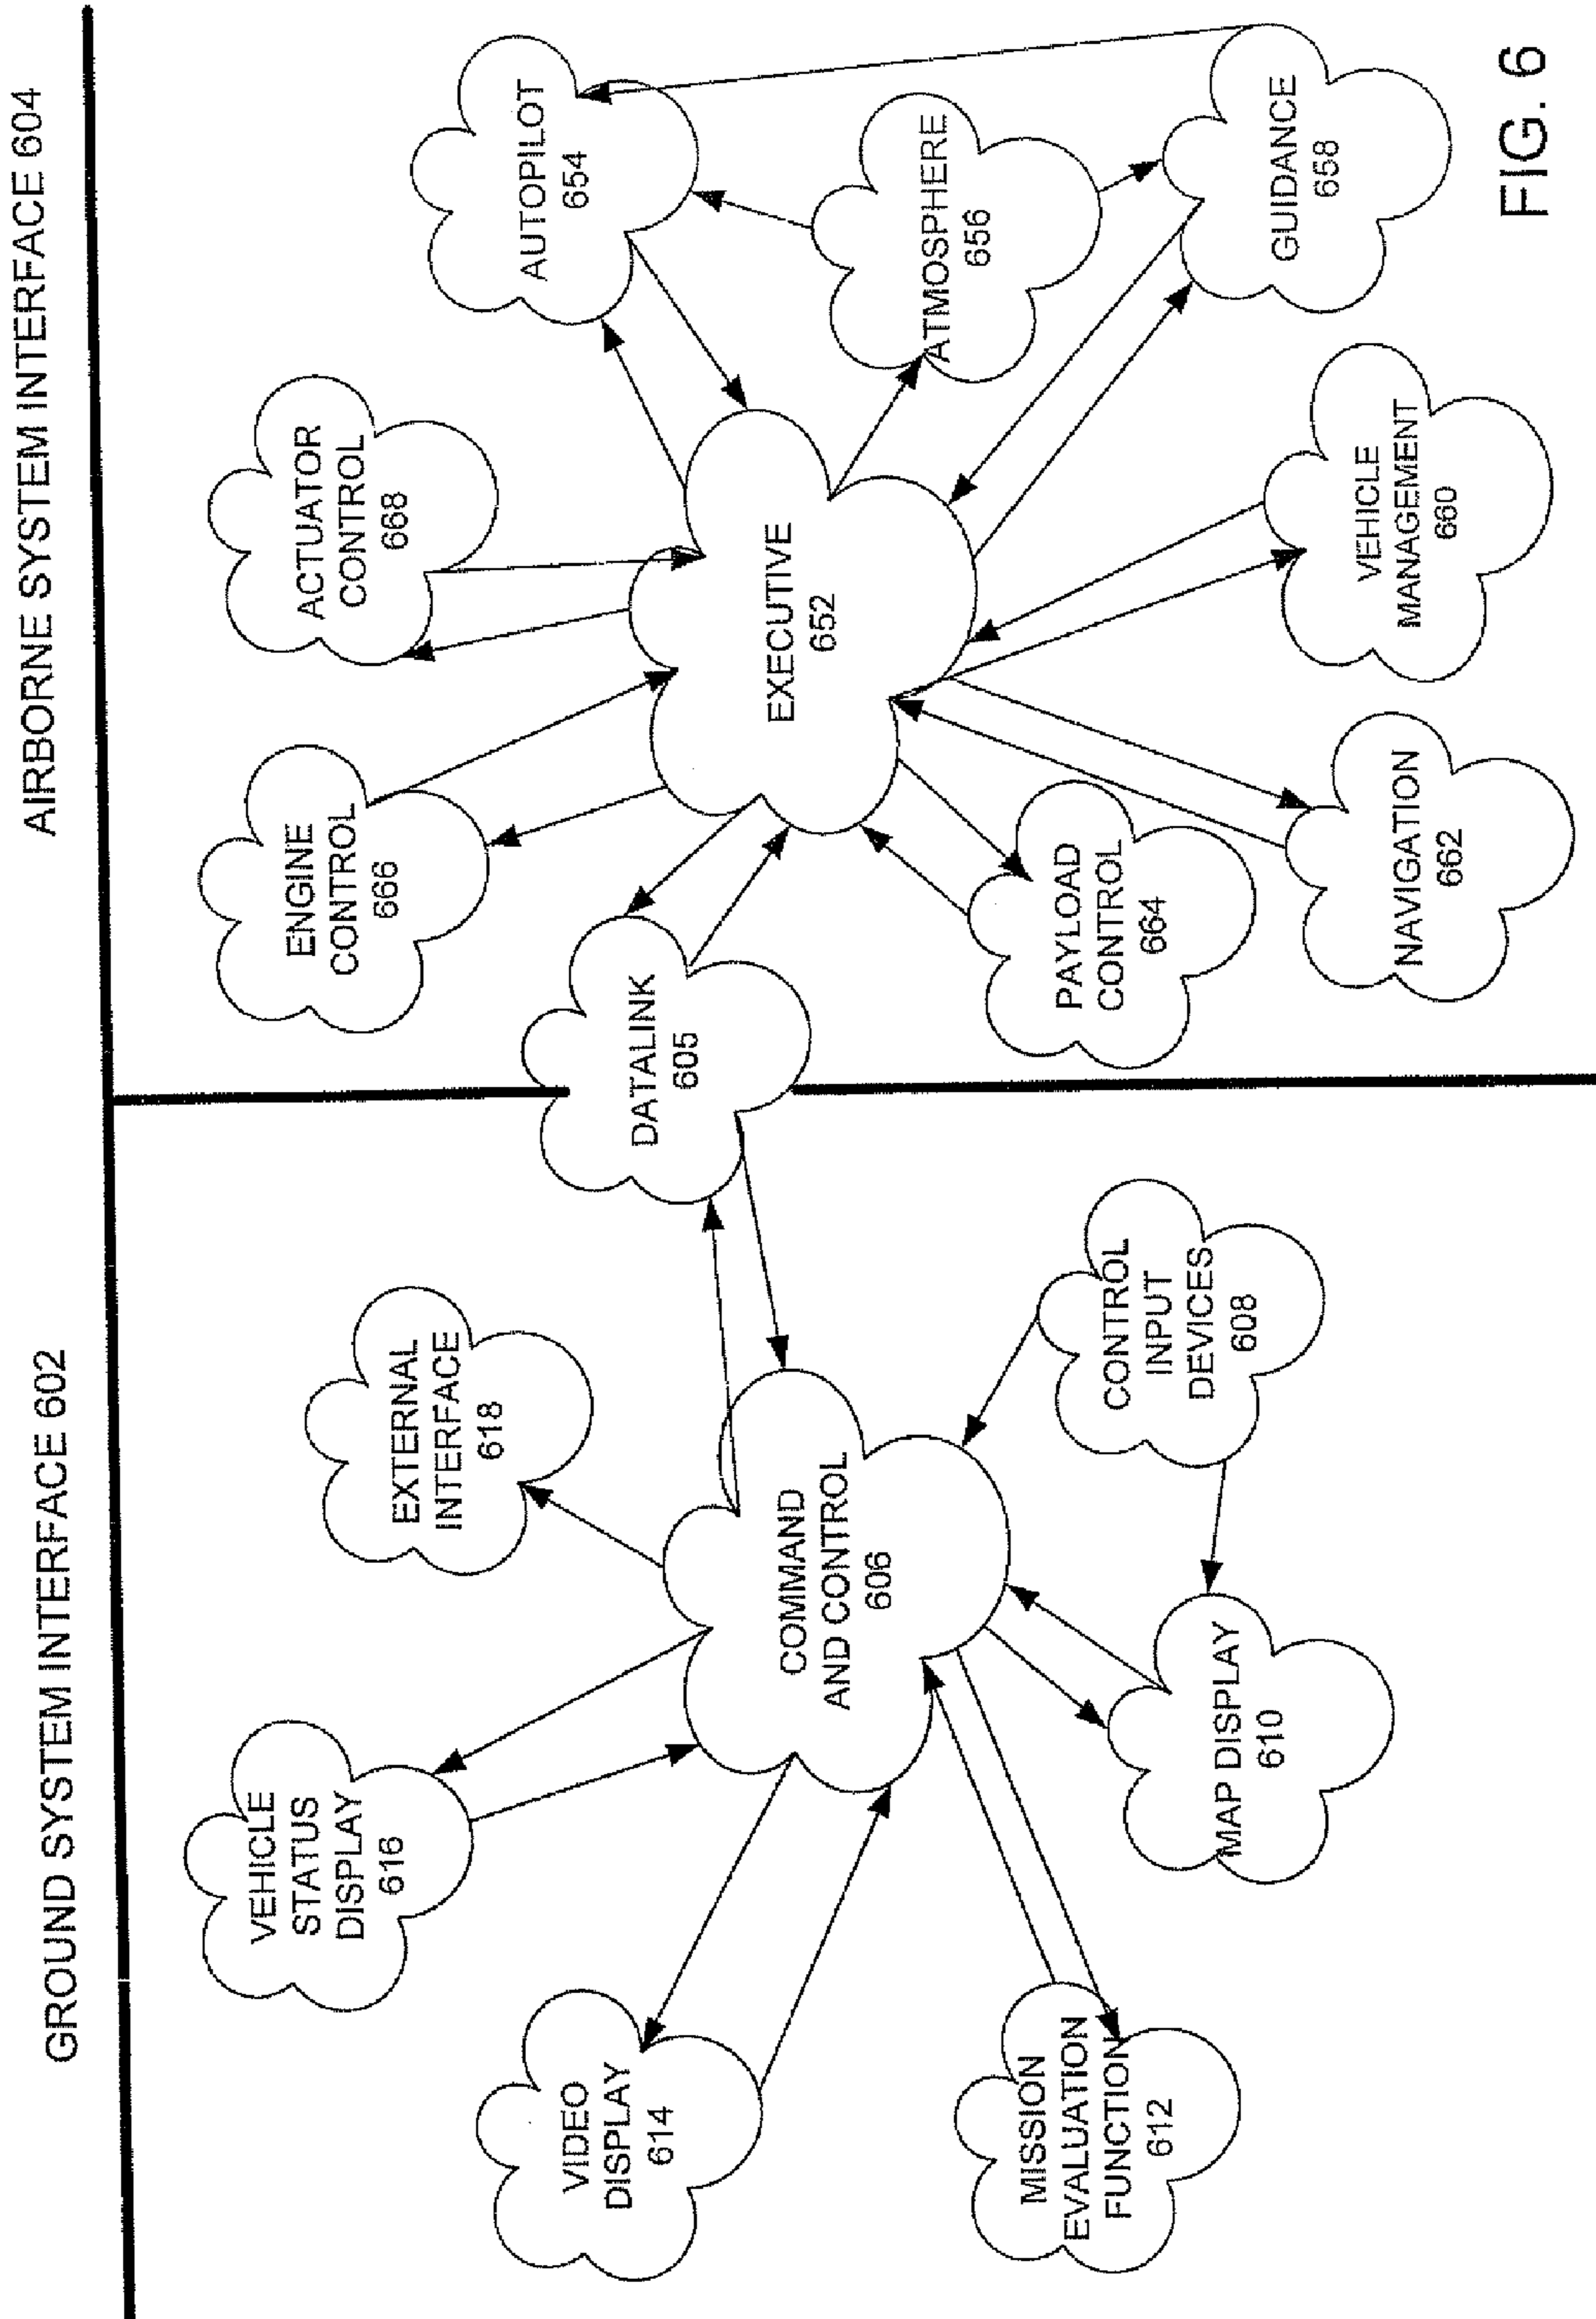 GROUND SYSTEM INTERFACE 602
AIRBORNE SYSTEM INTERFACE 604
VEHICLE
STATUS
DISPLAY
616
EXTERNAL
INTERFACE
618
VIDEO
DISPLAY
614
COMMAND
AND CONTROL
606
MISSION
EVALUATION
FUNCTION
612
MAP DISPLAY
610
CONTROL
INPUT
DEVICES
608
DATALINK
605
ENGINE
CONTROL
666
ACTUATOR
CONTROL
668
AUTOPILOT
654
EXECUTIVE
652
ATMOSPHERE
656
PAYLOAD
CONTROL
664
NAVIGATION
662
VEHICLE
MANAGEMENT
660
GUIDANCE
658
FIG. 6